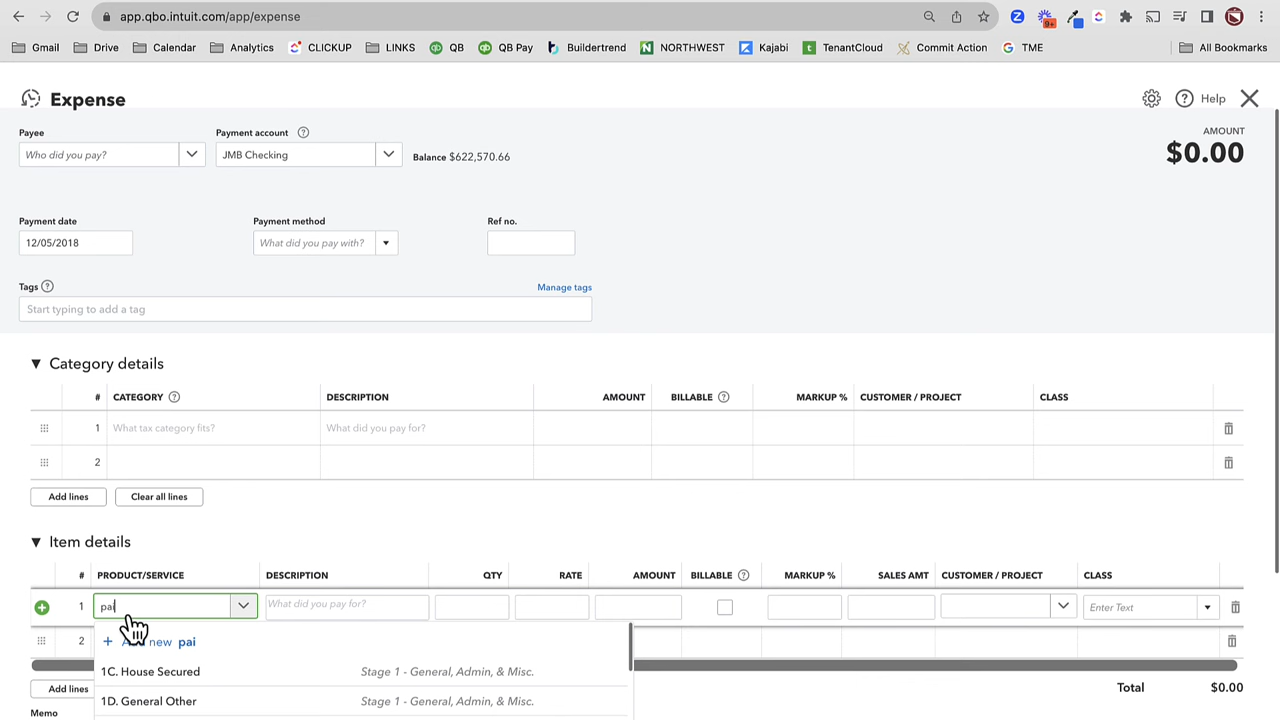 app.qbo.intuit.com/app/expense
9+
Gmail Drive Calendar Analytics CLICKUP LINKS QB QB Pay Buildertrend NORTHWEST Kajabi TenantCloud Commit Action TME All Bookmarks
Expense
Help
Payee
Payment account
AMOUNT
Who did you pay?
JMB Checking
Balance $622,570.66
$0.00
Payment date
Payment method
Ref no.
12/05/2018
What did you pay with?
Tags
Manage tags
Start typing to add a tag
Category details
# CATEGORY DESCRIPTION AMOUNT BILLABLE MARKUP % CUSTOMER / PROJECT CLASS
1 What tax category fits? What did you pay for?
2
Add lines Clear all lines
Item details
# PRODUCT/SERVICE DESCRIPTION QTY RATE AMOUNT BILLABLE MARKUP % SALES AMT CUSTOMER / PROJECT CLASS
1 pai What did you pay for? Enter Text
2 + new pai
1C. House Secured Stage 1 - General, Admin, & Misc.
Add lines
Total $0.00
1D. General Other Stage 1 - General, Admin, & Misc.
Memo